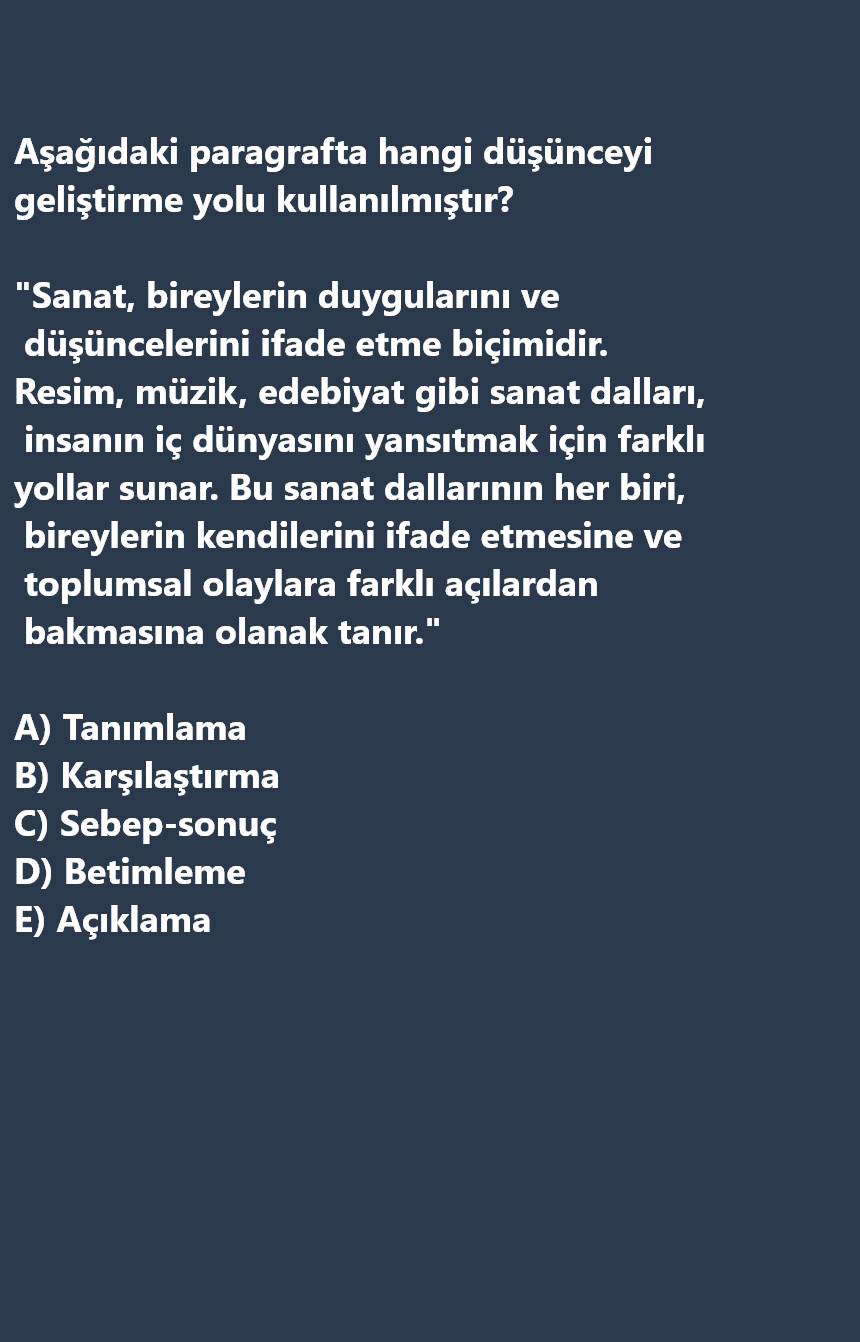 Aşağıdaki paragrafta hangi düşünceyi
geliştirme yolu kullanılmıştır?
"Sanat, bireylerin duygularını ve
düşüncelerini ifade etme biçimidir.
Resim, müzik, edebiyat gibi sanat dalları,
insanın iç dünyasını yansıtmak için farklı
yollar sunar. Bu sanat dallarının her biri,
bireylerin kendilerini ifade etmesine ve
toplumsal olaylara farklı açılardan
bakmasına olanak tanır."
A) Tanımlama
B) Karşılaştırma
C) Sebep-sonuç
D) Betimleme
E) Açıklama